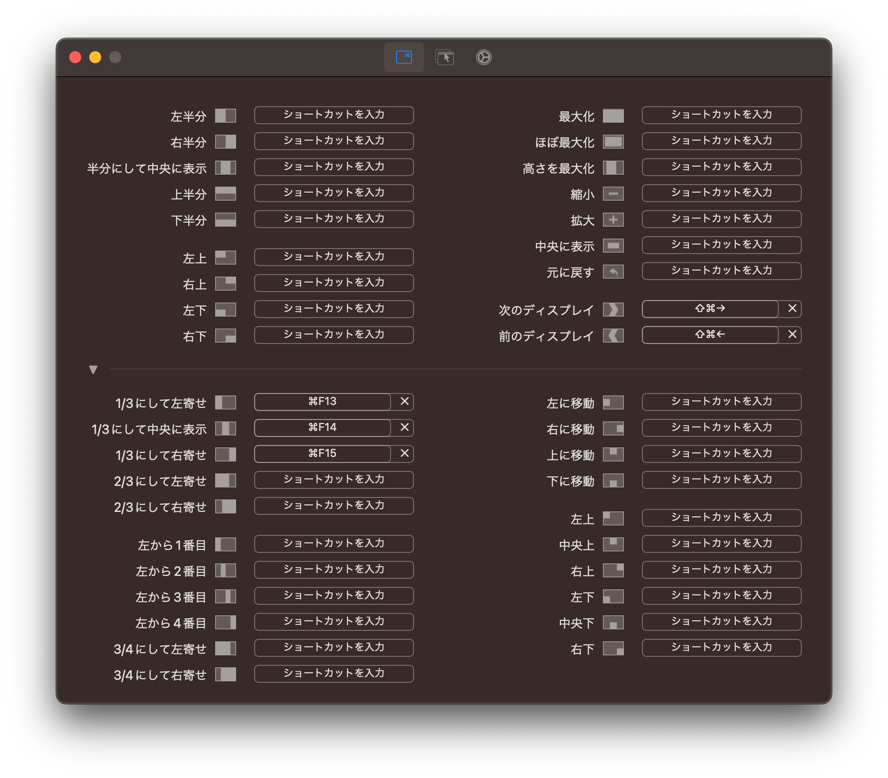 左半分 ショートカットを入力
右半分 ショートカットを入力
半分にして中央に表示 ショートカットを入力
上半分 ショートカットを入力
下半分 ショートカットを入力
左上 ショートカットを入力
右上 ショートカットを入力
左下 ショートカットを入力
右下 ショートカットを入力
最大化 ショートカットを入力
ほぼ最大化 ショートカットを入力
高さを最大化 ショートカットを入力
縮小 ショートカットを入力
拡大 ショートカットを入力
中央に表示 ショートカットを入力
元に戻す ショートカットを入力
次のディスプレイ ⇧⌘→ ×
前のディスプレイ ⇧⌘← ×
1/3にして左寄せ ⌘F13 ×
1/3にして中央に表示 ⌘F14 ×
1/3にして右寄せ ⌘F15 ×
2/3にして左寄せ ショートカットを入力
2/3にして右寄せ ショートカットを入力
左から1番目 ショートカットを入力
左から2番目 ショートカットを入力
左から3番目 ショートカットを入力
左から4番目 ショートカットを入力
3/4にして左寄せ ショートカットを入力
3/4にして右寄せ ショートカットを入力
左に移動 ショートカットを入力
右に移動 ショートカットを入力
上に移動 ショートカットを入力
下に移動 ショートカットを入力
左上 ショートカットを入力
中央上 ショートカットを入力
右上 ショートカットを入力
左下 ショートカットを入力
中央下 ショートカットを入力
右下 ショートカットを入力